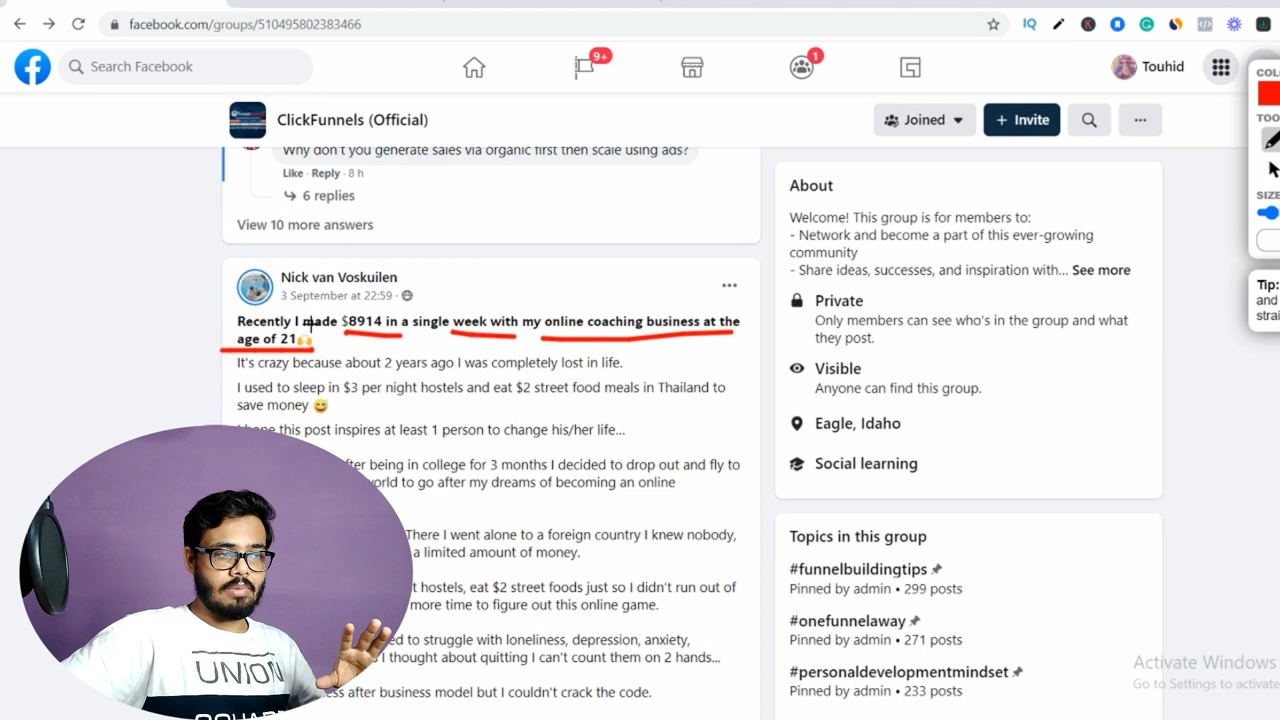 facebook.com/groups/510495802383466
IQ
Search Facebook
9+
1
Touhid
ClickFunnels (Official)
Joined
+ Invite
Why don't you generate sales via organic first then scale using ads?
Like · Reply · 8 h
6 replies
View 10 more answers
Nick van Voskuilen
3 September at 22:59 ·
Recently I made $8914 in a single week with my online coaching business at the
age of 21🙌
It's crazy because about 2 years ago I was completely lost in life.
I used to sleep in $3 per night hostels and eat $2 street food meals in Thailand to
save money 😅
this post inspires at least 1 person to change his/her life...
after being in college for 3 months I decided to drop out and fly to
world to go after my dreams of becoming an online
There I went alone to a foreign country I knew nobody,
a limited amount of money.
hostels, eat $2 street foods just so I didn't run out of
more time to figure out this online game.
to struggle with loneliness, depression, anxiety,
I thought about quitting I can't count them on 2 hands...
after business model but I couldn't crack the code.
About
Welcome! This group is for members to:
- Network and become a part of this ever-growing
community
- Share ideas, successes, and inspiration with... See more
Private
Only members can see who's in the group and what
they post.
Visible
Anyone can find this group.
Eagle, Idaho
Social learning
Topics in this group
#funnelbuildingtips
Pinned by admin • 299 posts
#onefunnelaway
Pinned by admin • 271 posts
#personaldevelopmentmindset
Pinned by admin • 233 posts
SIZE
Tip:
and
Activate Windows
Go to Settings to activate
UNION